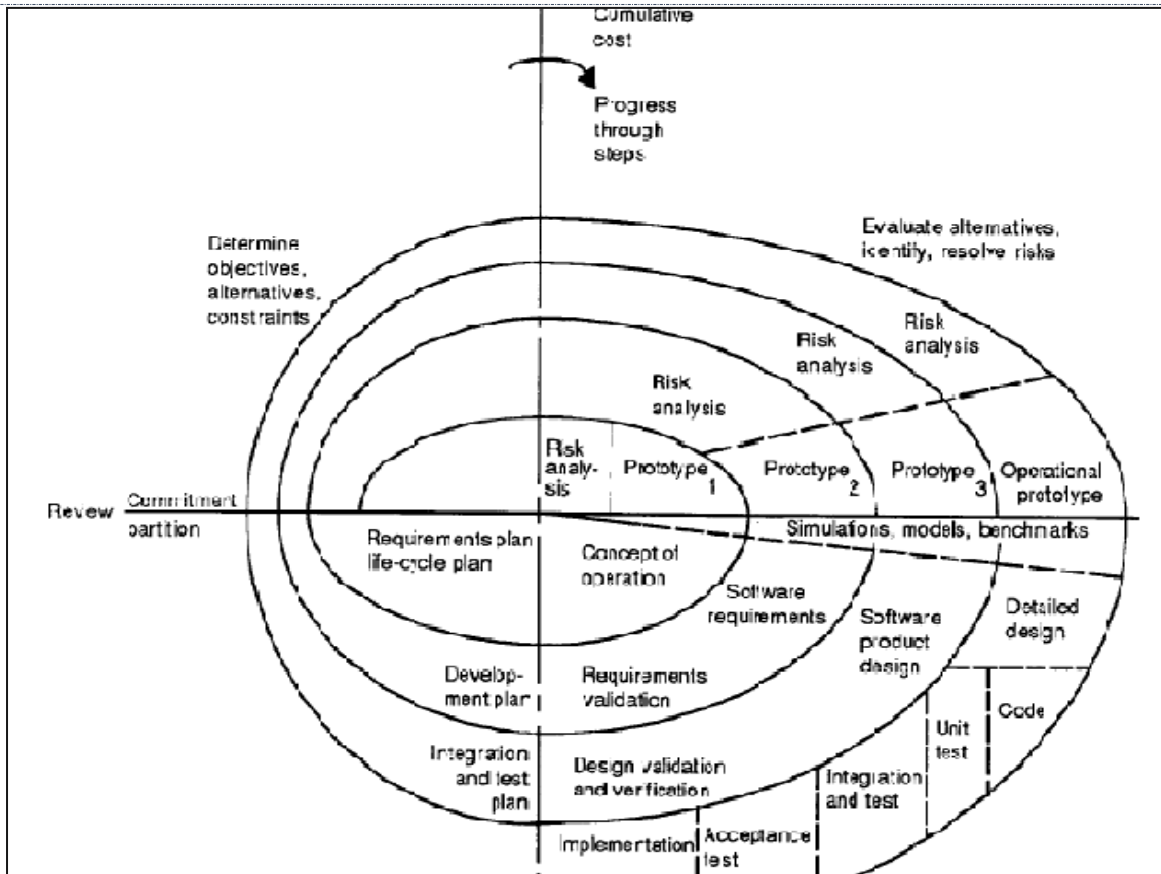 Cumulative
cost
Progress
through
steps
Evaluate alternatives,
identify, resolve risks
Determine
objectives,
alternatives,
constraints
Risk
analysis
Risk
analysis
Risk
analysis
Risk
analy-
sis
Prototype
1
Prototype
2
Prototype
3
Operational
prototype
Review
Commitment
partition
Simulations, models, benchmarks
Requirements plan
life-cycle plan
Concept of
operation
Software
requirements
Software
product
design
Detailed
design
Develop-
ment plan
Requirements
validation
Code
Unit
test
Integration
and test
plan
Design validation
and verification
Integration
and test
Implementation
Acceptance
test